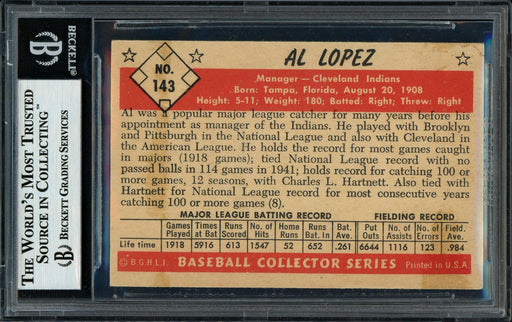 BECKETT
B
THE WORLD'S MOST TRUSTED
SOURCE IN COLLECTING™
BECKETT GRADING SERVICES
B
NO.
143
AL LOPEZ
Manager—Cleveland Indians
Born: Tampa, Florida, August 20, 1908
Height: 5-11; Weight: 180; Batted: Right; Threw: Right
Al was a popular major league catcher for many years before his
appointment as manager of the Indians. He played with Brooklyn
and Pittsburgh in the National League and also with Cleveland in
the American League. He holds the record for most games caught
in majors (1918 games); tied National League record with no
passed balls in 114 games in 1941; holds record for catching 100 or
more games, 12 seasons, with Charles L. Hartnett. Also tied with
Hartnett for National League record for most consecutive years
catching 100 or more games (8).
MAJOR LEAGUE BATTING RECORD FIELDING RECORD
Games Played Times at Bat Runs Scored No. of Hits Home Runs Runs Bat. In Bat. Ave. Put Outs No. of Assists No. of Errors Field. Ave.
Life time 1918 5916 613 1547 52 652 .261 6644 1116 123 .984
© B.G.H.L.I. BASEBALL COLLECTOR SERIES Printed in U.S.A